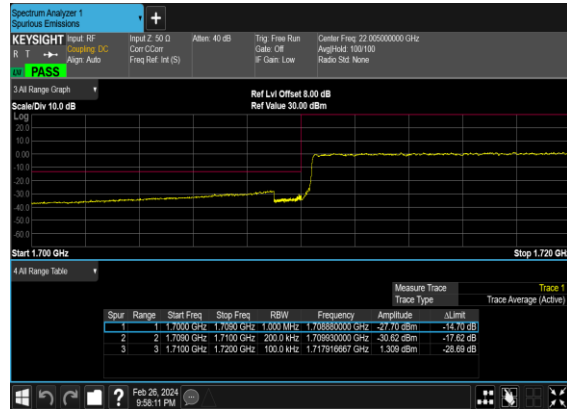 Spectrum Analyzer 1
Spurious Emissions
+
KEYSIGHT Input: RF Input Z: 50 Ω Atten: 40 dB Trig: Free Run Center Freq: 22.005000000 GHz
R T Coupling: DC Corr CCorr Gate: Off Avg|Hold: 100/100
Align: Auto Freq Ref: Int (S) IF Gain: Low Radio Std: None
PASS
3 All Range Graph Ref Lvl Offset 8.00 dB
Scale/Div 10.0 dB Ref Value 30.00 dBm
Log
20.0
10.0
0.00
-10.0
-20.0
-30.0
-40.0
-50.0
-60.0
Start 1.700 GHz Stop 1.720 GH
4 All Range Table
Measure Trace Trace 1
Trace Type Trace Average (Active)
Spur Range Start Freq Stop Freq RBW Frequency Amplitude ΔLimit
1 1 1.7000 GHz 1.7090 GHz 1.000 MHz 1.708880000 GHz -27.70 dBm -14.70 dB
2 2 1.7090 GHz 1.7100 GHz 200.0 kHz 1.709930000 GHz -30.62 dBm -17.62 dB
3 3 1.7100 GHz 1.7200 GHz 100.0 kHz 1.717916667 GHz 1.309 dBm -28.69 dB
? Feb 26, 2024
9:58:11 PM